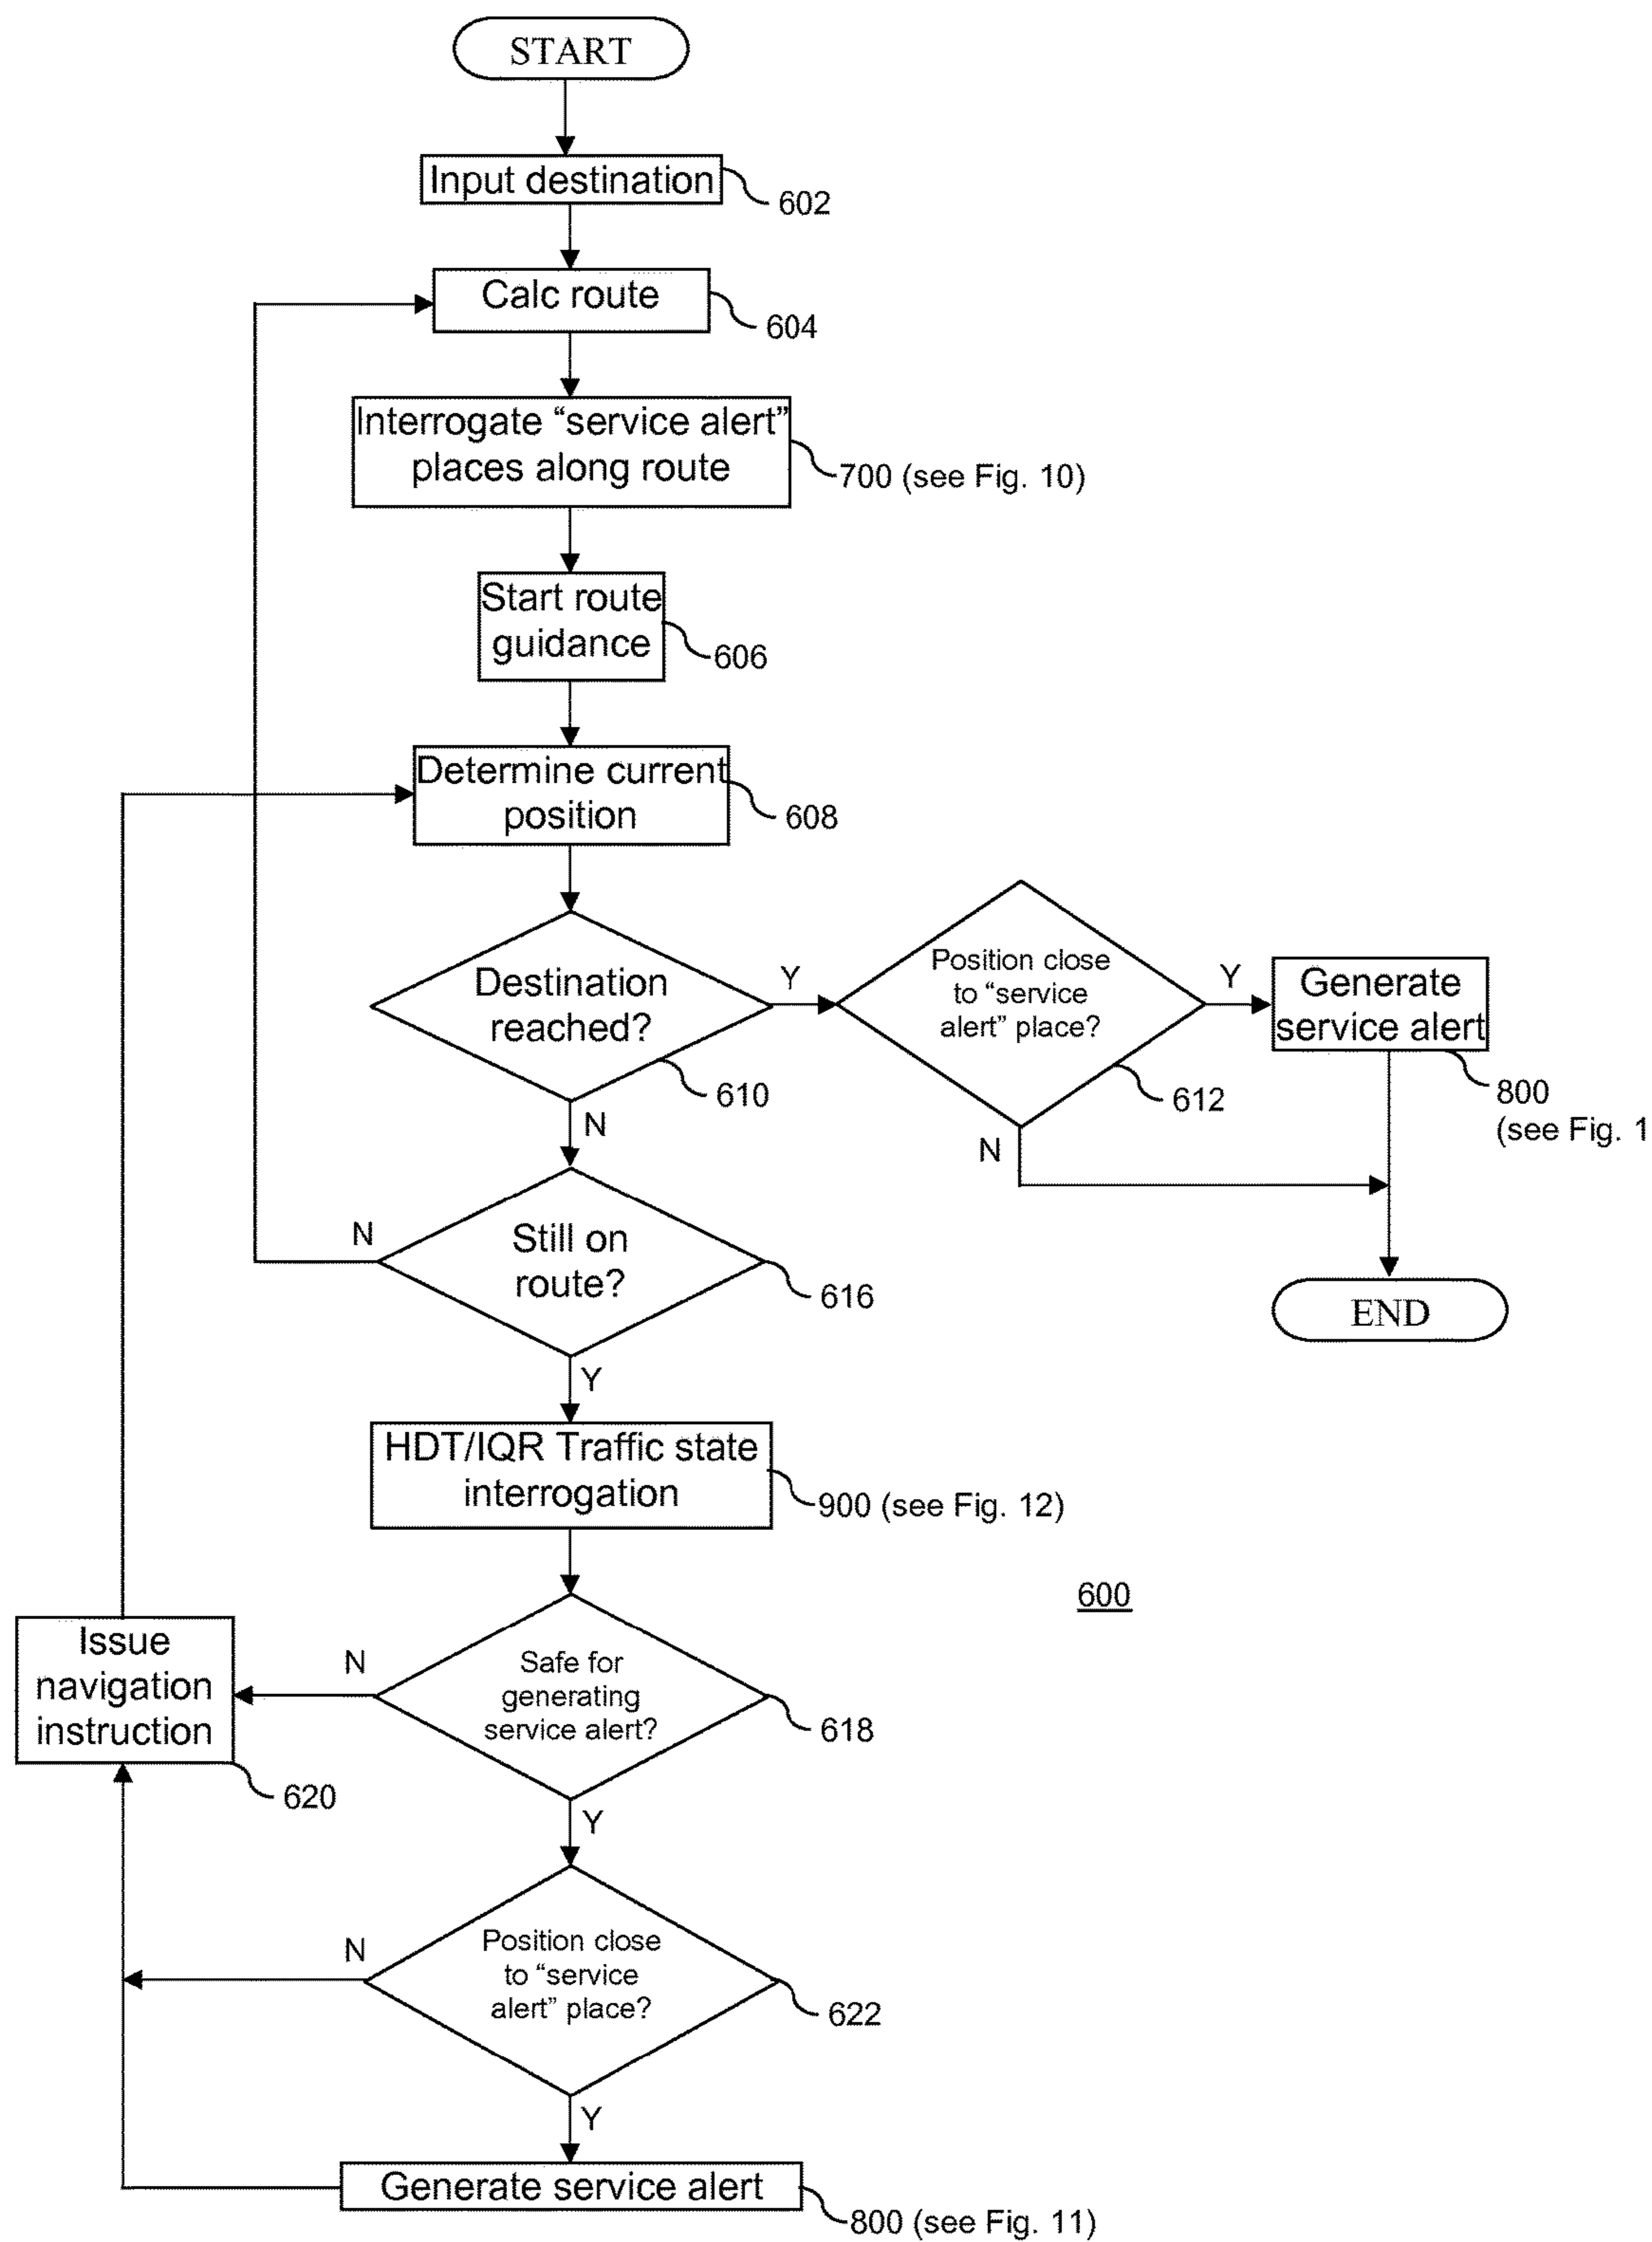 START
Input destination
602
Calc route
604
Interrogate “service alert”
places along route
700 (see Fig. 10)
Start route
guidance
606
Determine current
position
608
Destination
reached?
610
Y
N
Position close
to “service
alert” place?
612
Y
N
Generate
service alert
800
(see Fig. 1
END
Still on
route?
616
N
Y
HDT/IQR Traffic state
interrogation
900 (see Fig. 12)
600
Safe for
generating
service alert?
618
N
Y
Issue
navigation
instruction
620
Position close
to “service
alert” place?
622
N
Y
Generate service alert
800 (see Fig. 11)